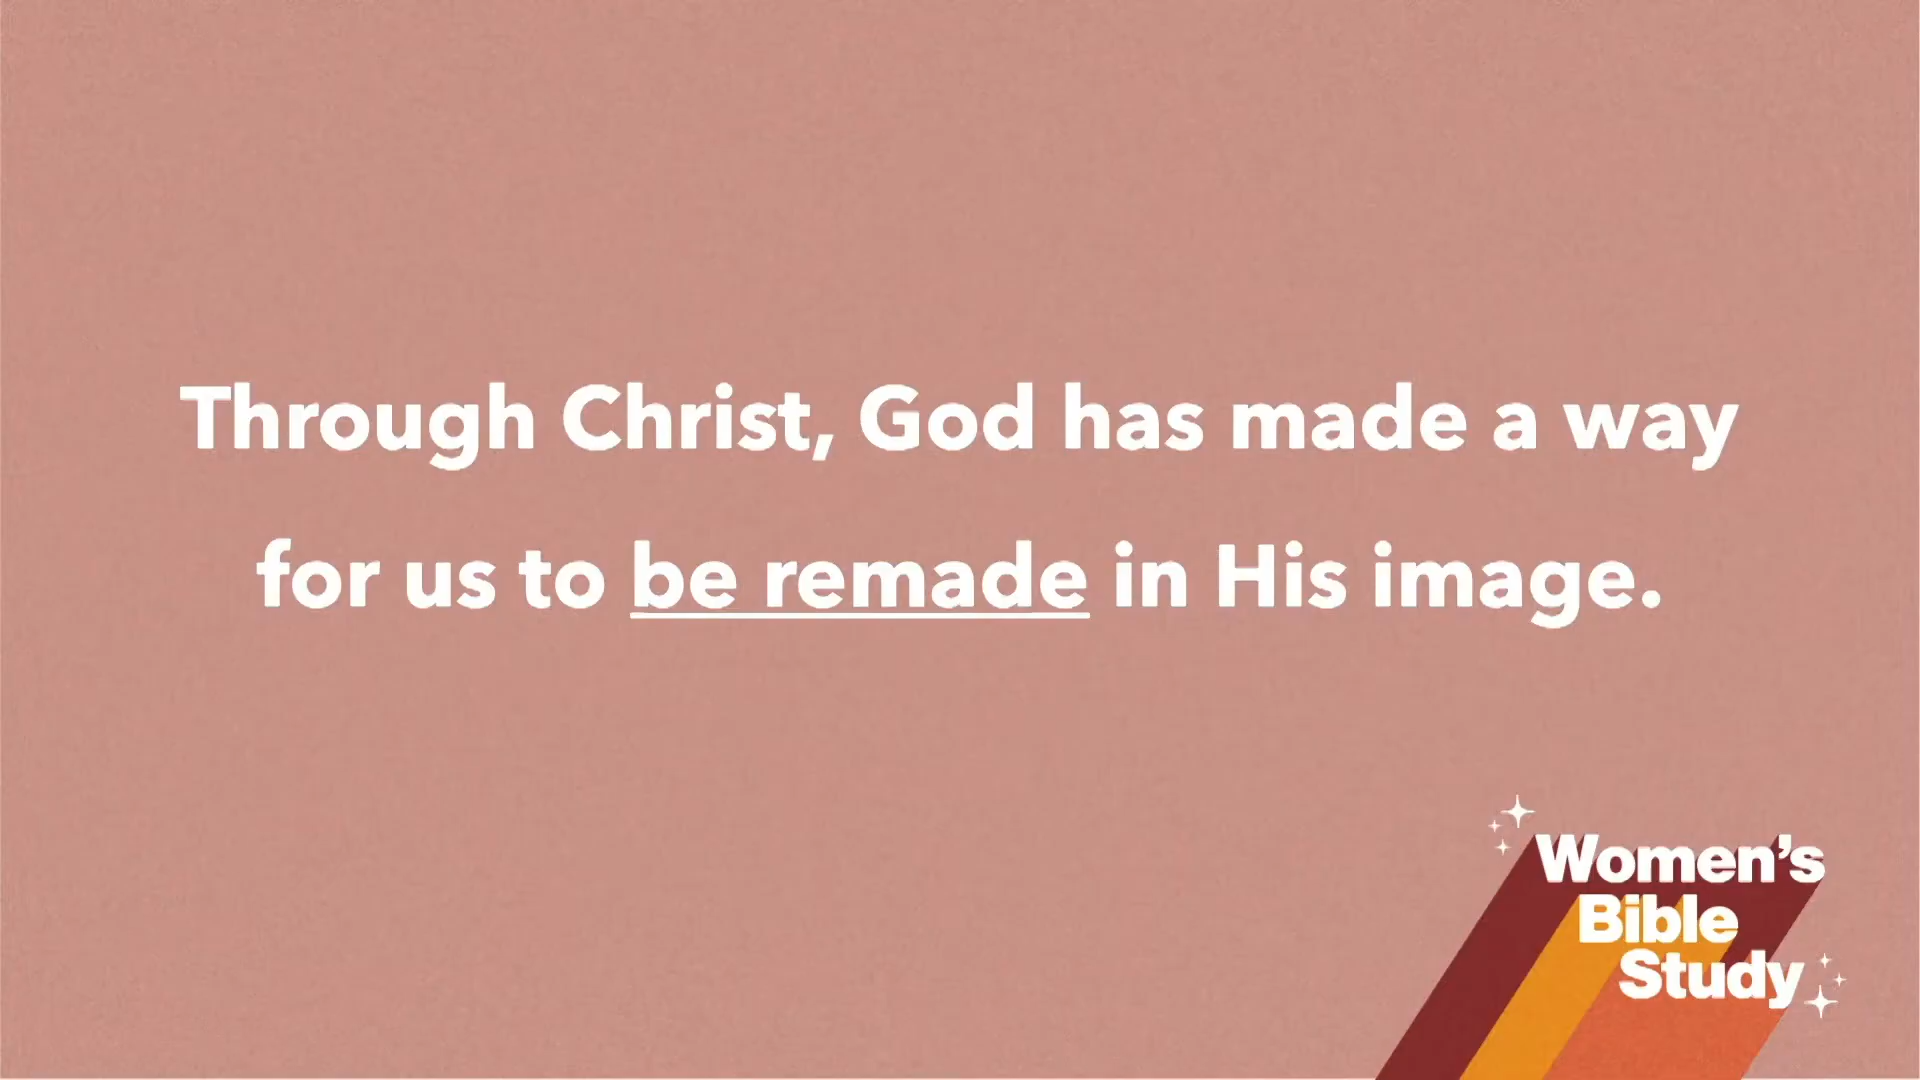 Through Christ, God has made a way
for us to be remade in His image.
Women's
Bible
Study